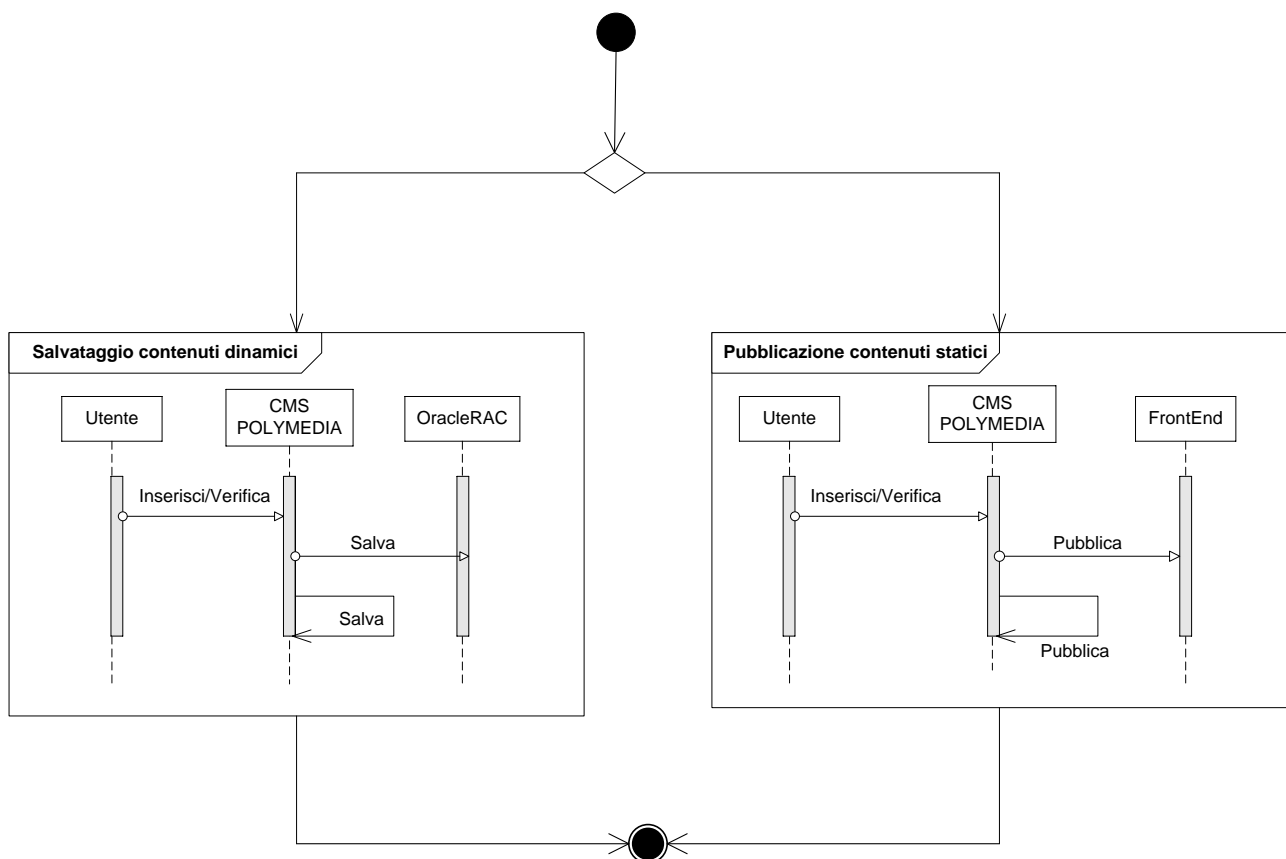 Salvataggio contenuti dinamici
Utente
CMS
POLYMEDIA
OracleRAC
Inserisci/Verifica
Salva
Salva
Pubblicazione contenuti statici
Utente
CMS
POLYMEDIA
FrontEnd
Inserisci/Verifica
Pubblica
Pubblica